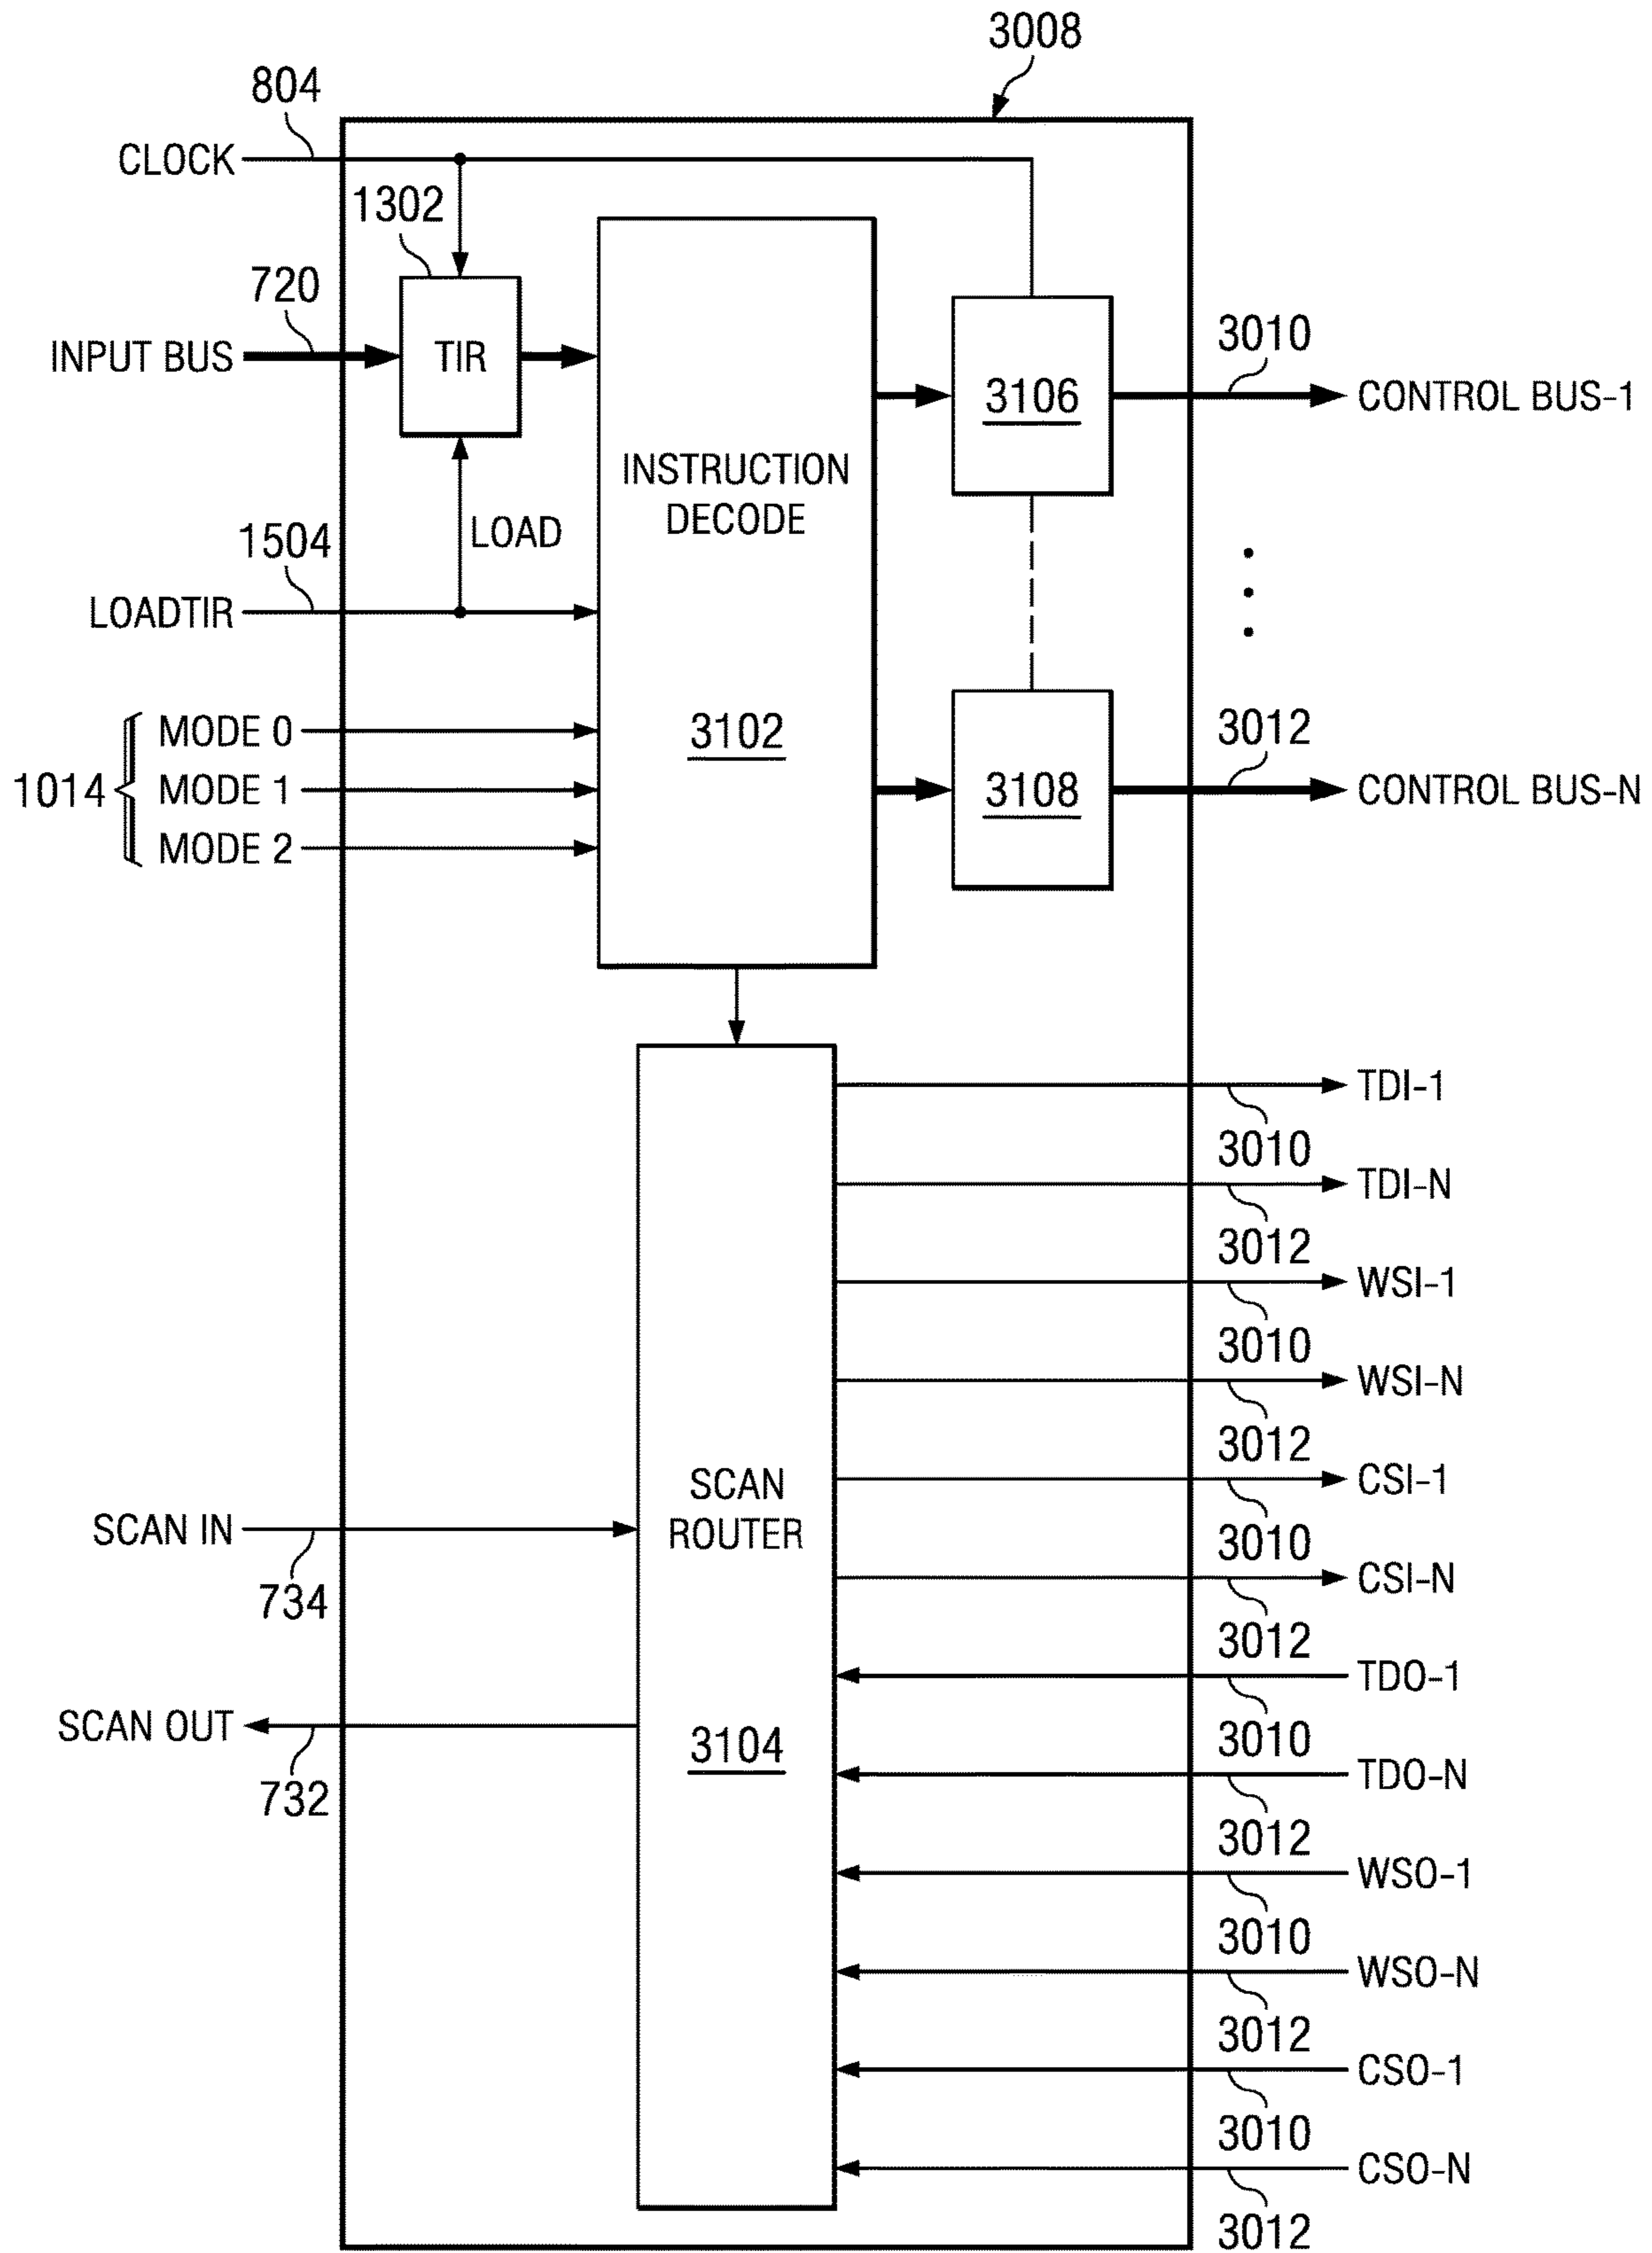 3008
804
CLOCK
1302
720
INPUT BUS
TIR
3106
3010
CONTROL BUS-1
INSTRUCTION
DECODE
1504
LOAD
LOADTIR
1014
MODE 0
MODE 1
MODE 2
3102
3108
3012
CONTROL BUS-N
TDI-1
3010
TDI-N
3012
WSI-1
3010
WSI-N
3012
CSI-1
3010
CSI-N
3012
SCAN IN
734
SCAN
ROUTER
TDO-1
3010
SCAN OUT
732
3104
TDO-N
3012
WSO-1
3010
WSO-N
3012
CSO-1
3010
CSO-N
3012